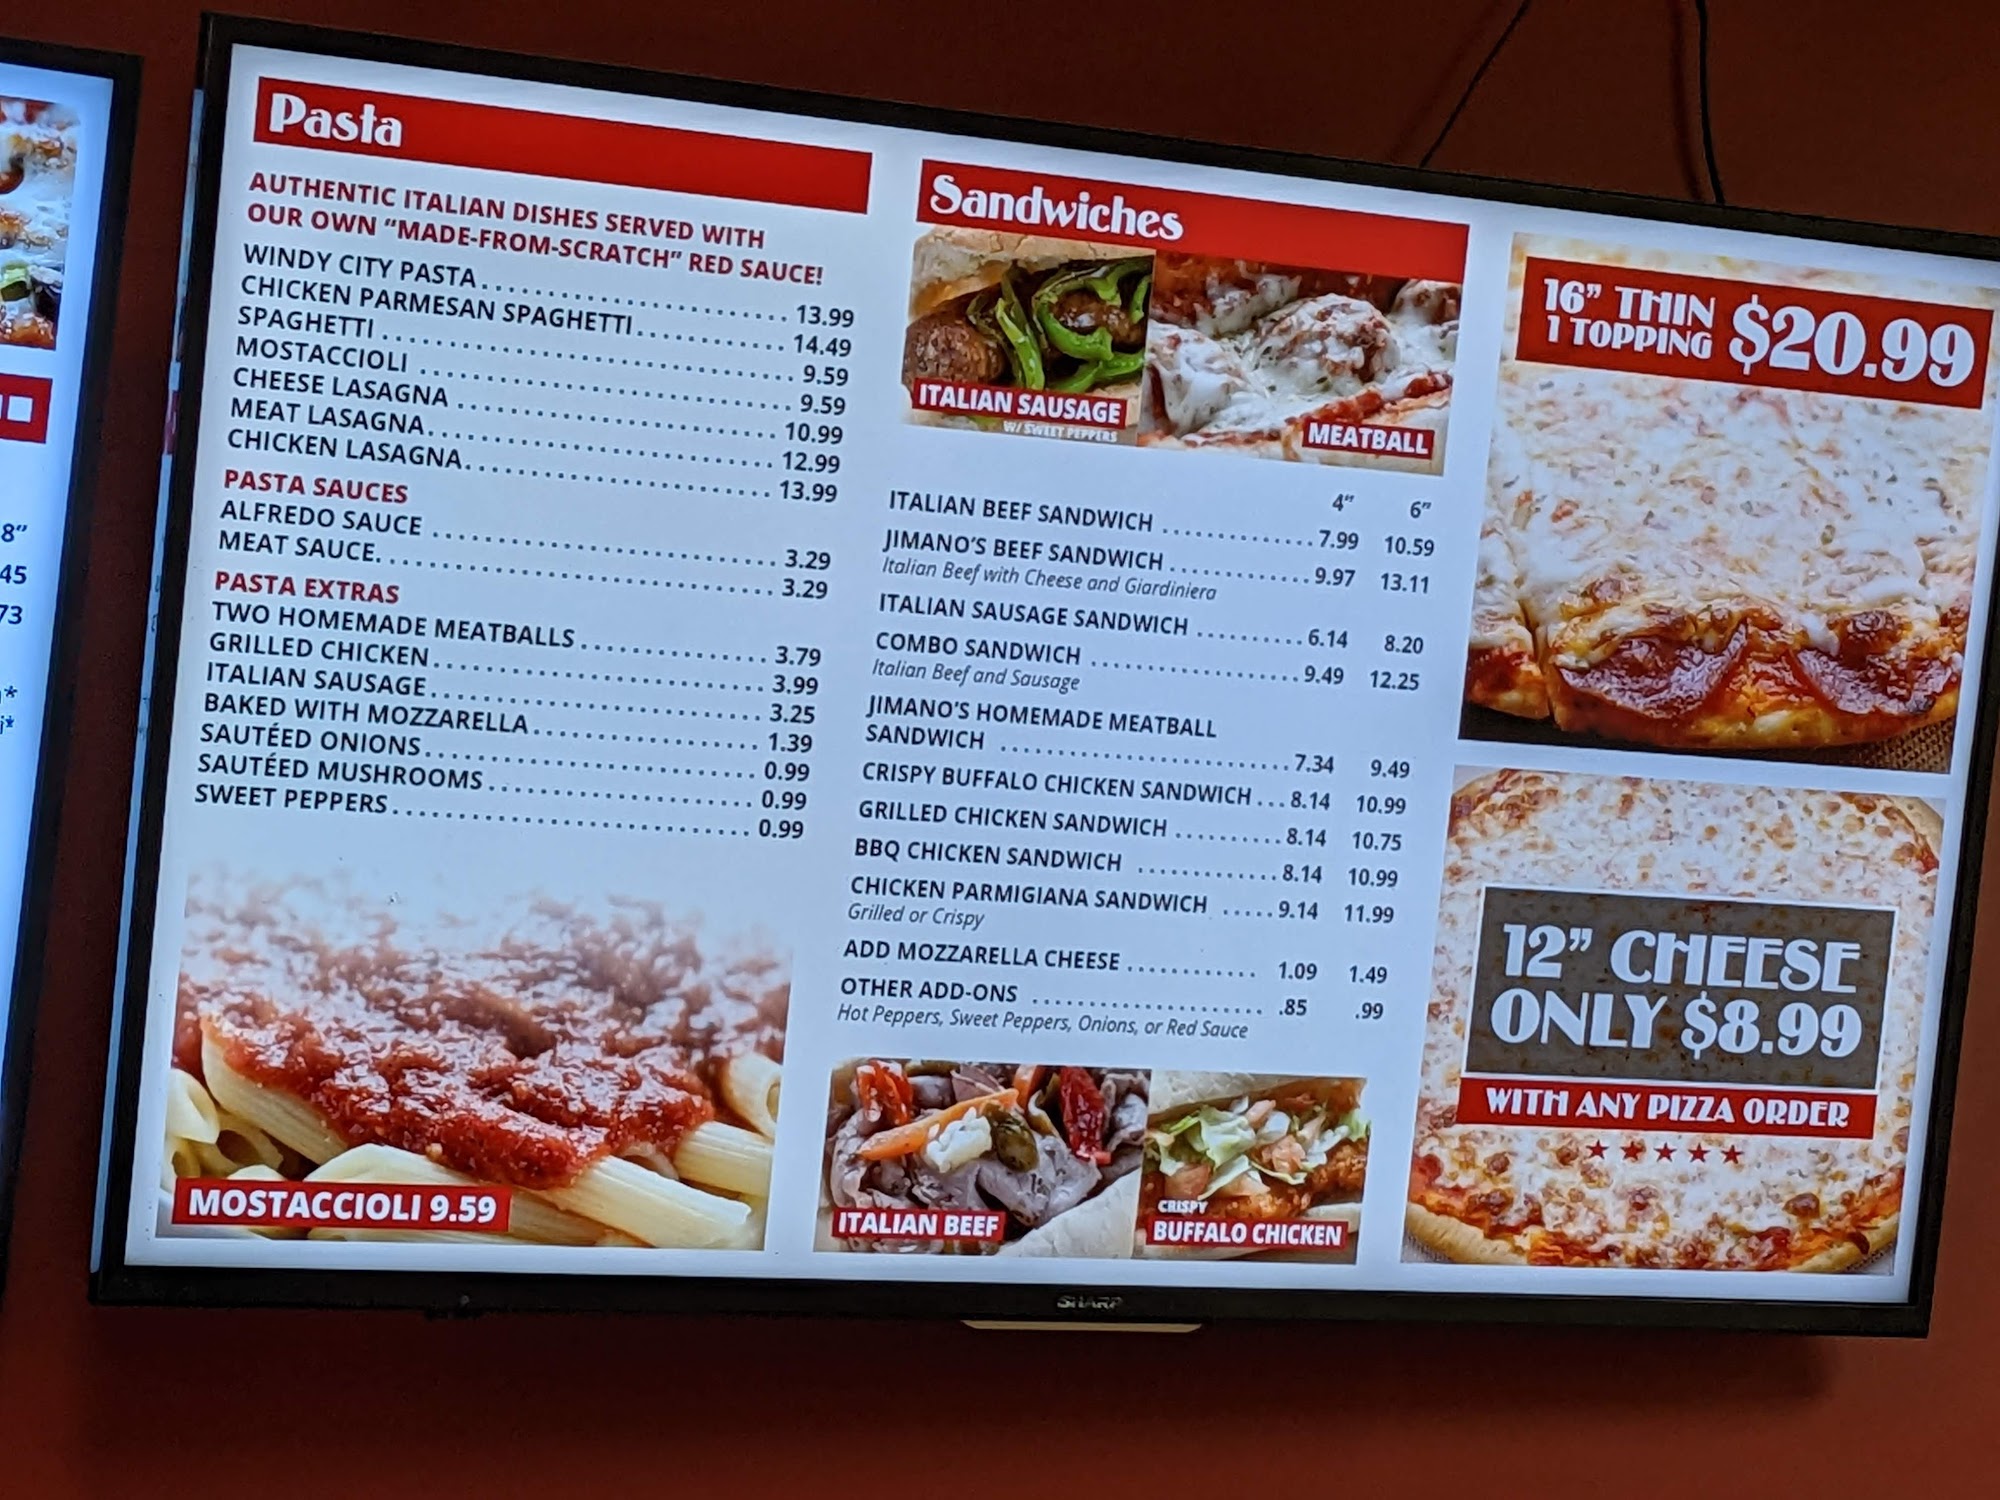 8"
45
73
Pasta
AUTHENTIC ITALIAN DISHES SERVED WITH
OUR OWN "MADE-FROM-SCRATCH" RED SAUCE!
WINDY CITY PASTA 13.99
CHICKEN PARMESAN SPAGHETTI 14.49
SPAGHETTI 9.59
MOSTACCIOLI 9.59
CHEESE LASAGNA 10.99
MEAT LASAGNA 12.99
CHICKEN LASAGNA 13.99
PASTA SAUCES
ALFREDO SAUCE 3.29
MEAT SAUCE 3.29
PASTA EXTRAS
TWO HOMEMADE MEATBALLS 3.79
GRILLED CHICKEN 3.99
ITALIAN SAUSAGE 3.25
BAKED WITH MOZZARELLA 1.39
SAUTÉED ONIONS 0.99
SAUTÉED MUSHROOMS 0.99
SWEET PEPPERS 0.99
MOSTACCIOLI 9.59
Sandwiches
ITALIAN SAUSAGE
W/ SWEET PEPPERS
MEATBALL
4" 6"
ITALIAN BEEF SANDWICH 7.99 10.59
JIMANO'S BEEF SANDWICH 9.97 13.11
Italian Beef with Cheese and Giardiniera
ITALIAN SAUSAGE SANDWICH 6.14 8.20
COMBO SANDWICH 9.49 12.25
Italian Beef and Sausage
JIMANO'S HOMEMADE MEATBALL
SANDWICH 7.34 9.49
CRISPY BUFFALO CHICKEN SANDWICH 8.14 10.99
GRILLED CHICKEN SANDWICH 8.14 10.75
BBQ CHICKEN SANDWICH 8.14 10.99
CHICKEN PARMIGIANA SANDWICH 9.14 11.99
Grilled or Crispy
ADD MOZZARELLA CHEESE 1.09 1.49
OTHER ADD-ONS .85 .99
Hot Peppers, Sweet Peppers, Onions, or Red Sauce
ITALIAN BEEF
CRISPY
BUFFALO CHICKEN
16" THIN
1 TOPPING
$20.99
12" CHEESE
ONLY $8.99
WITH ANY PIZZA ORDER
SHARP